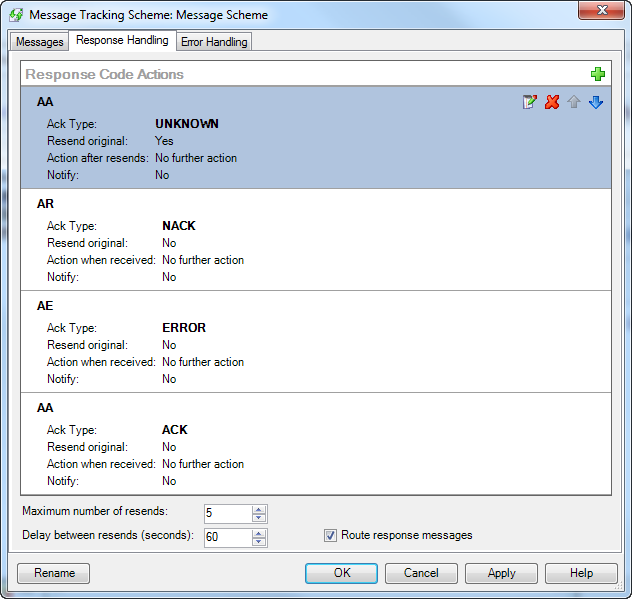 Message Tracking Scheme: Message Scheme
Messages Response Handling Error Handling
Response Code Actions
AA
Ack Type: UNKNOWN
Resend original: Yes
Action after resends: No further action
Notify: No
AR
Ack Type: NACK
Resend original: No
Action when received: No further action
Notify: No
AE
Ack Type: ERROR
Resend original: No
Action when received: No further action
Notify: No
AA
Ack Type: ACK
Resend original: No
Action when received: No further action
Notify: No
Maximum number of resends: 5
Delay between resends (seconds): 60 Route response messages
Rename OK Cancel Apply Help